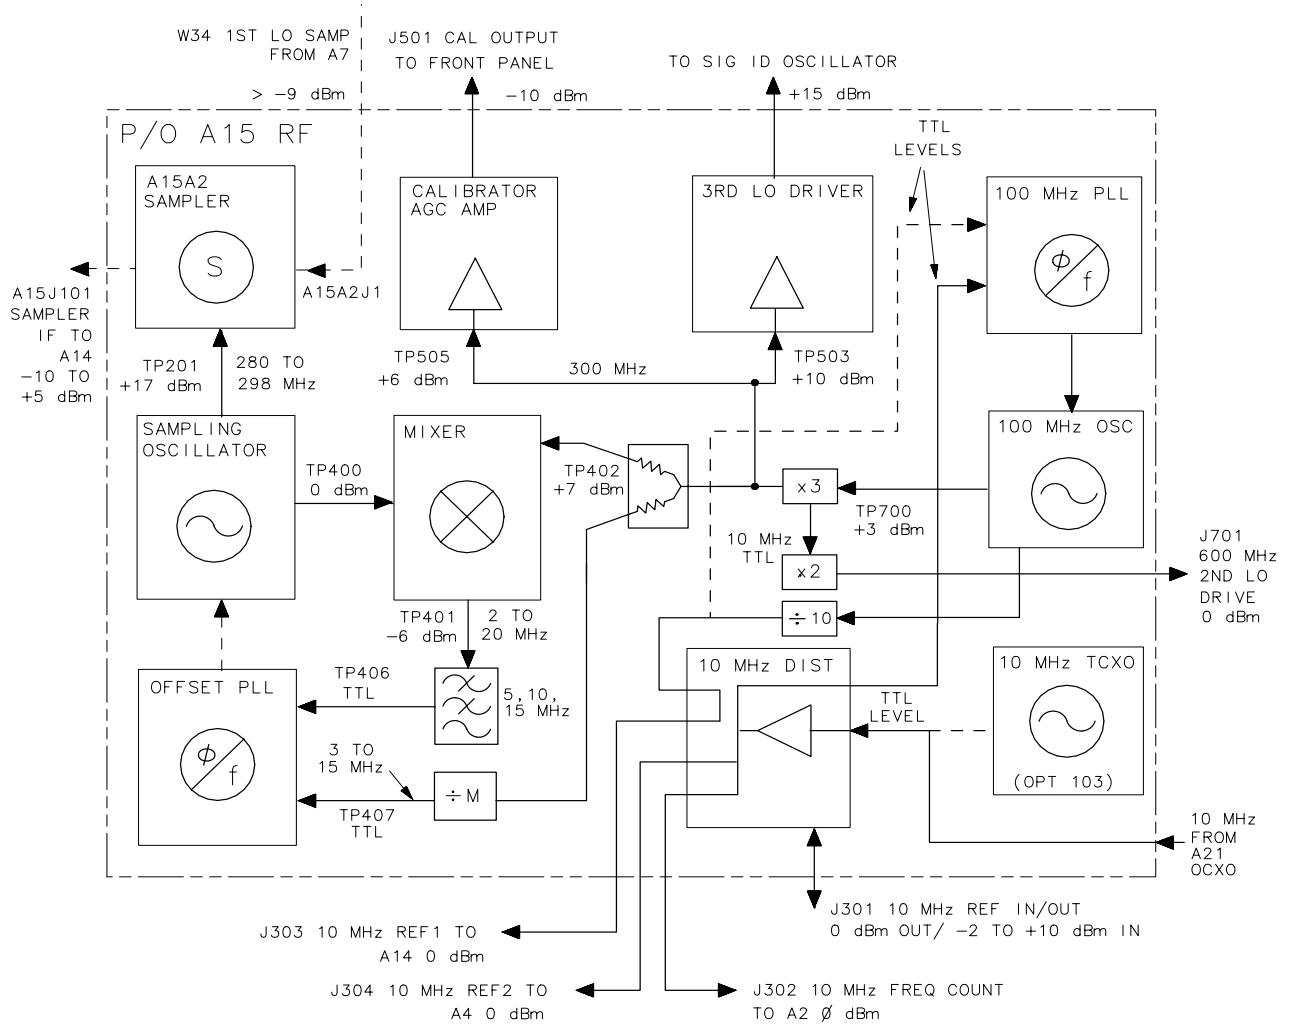 W34 1ST LO SAMP
FROM A7
> -9 dBm
J501 CAL OUTPUT
TO FRONT PANEL
-10 dBm
TO SIG ID OSCILLATOR
+15 dBm
P/O A15 RF
TTL
LEVELS
A15A2
SAMPLER
S
CALIBRATOR
AGC AMP
3RD LO DRIVER
100 MHz PLL
Φ
f
A15J101
SAMPLER
IF TO
A14
-10 TO
+5 dBm
A15A2J1
TP201
+17 dBm
280 TO
298 MHz
TP505
+6 dBm
300 MHz
TP503
+10 dBm
SAMPLING
OSCILLATOR
TP400
0 dBm
MIXER
TP402
+7 dBm
x3
TP700
+3 dBm
100 MHz OSC
10 MHz
TTL
x2
J701
600 MHz
2ND LO
DRIVE
0 dBm
TP401
-6 dBm
2 TO
20 MHz
÷10
OFFSET PLL
Φ
f
TP406
TTL
5,10,
15 MHz
10 MHz DIST
TTL
LEVEL
10 MHz TCXO
(OPT 103)
3 TO
15 MHz
÷M
TP407
TTL
10 MHz
FROM
A21
OCXO
J301 10 MHz REF IN/OUT
0 dBm OUT/ -2 TO +10 dBm IN
J303 10 MHz REF1 TO
A14 0 dBm
J304 10 MHz REF2 TO
A4 0 dBm
J302 10 MHz FREQ COUNT
TO A2 Ø dBm